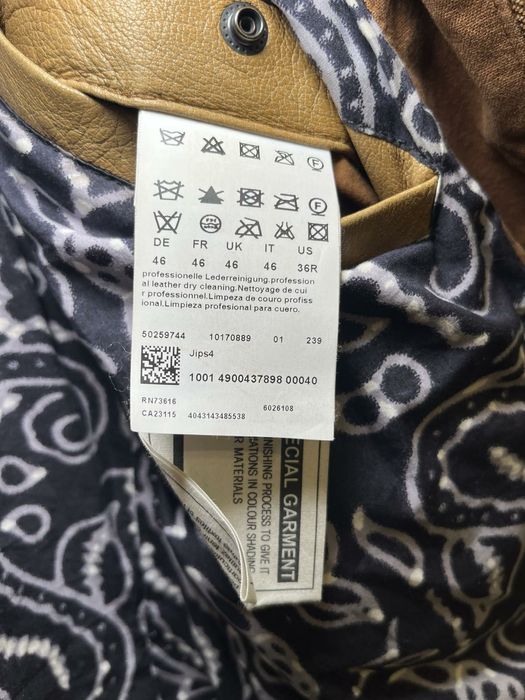 F
F
DE FR UK IT US
46 46 46 46 36R
professionelle Lederreinigung.profession
al leather dry cleaning.Nettoyage de cui
r professionnel.Limpeza de couro profiss
ional.Limpieza profesional para cuero.
50259744 10170889 01 239
Jips4
1001 4900437898 00040
RN73616
CA23115 4043143485538 6026108
ECIAL GARMENT
NISHING PROCESS TO GIVE IT
ATIONS IN COLOUR SHADING
R MATERIALS